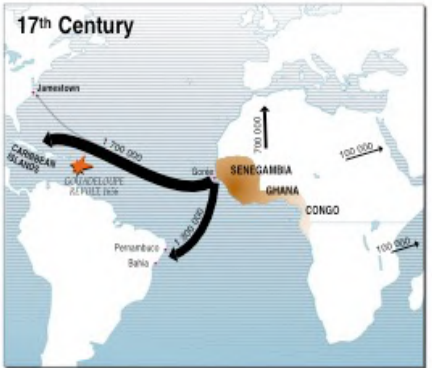 17th Century
Jamestown
CARIBBEAN
ISLANDS
1 700 000
GOUADELOUPE
REVOLT 1656
Gorée
SENEGAMBIA
GHANA
CONGO
700 000
100 000
100 000
1 800 000
Pernambuco
Bahia